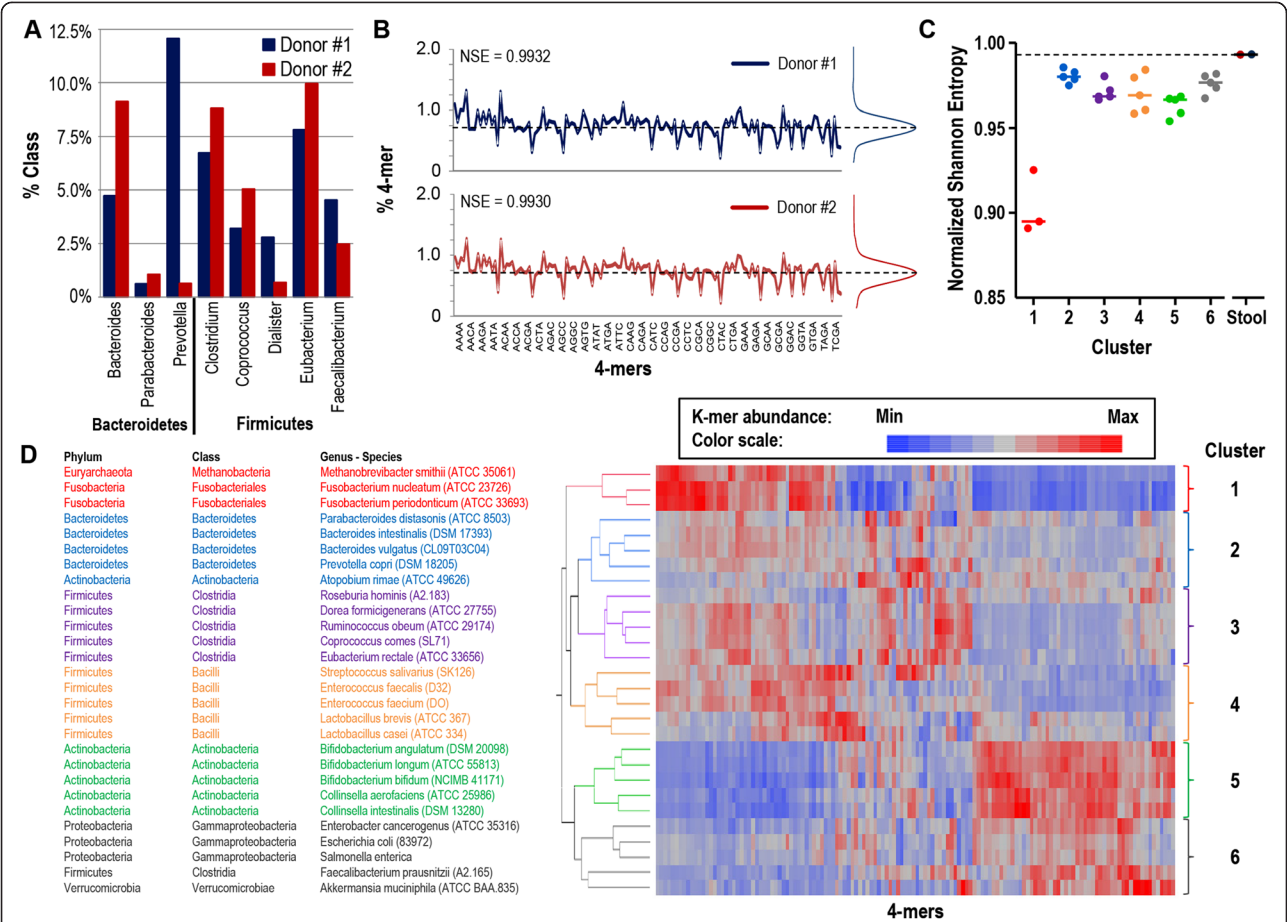 A
12.5%
10.0%
7.5%
5.0%
2.5%
0%
% Class
Donor #1
Donor #2
Bacteroides
Parabacteroides
Prevotella
Clostridium
Coprococcus
Dialister
Eubacterium
Faecalibacterium
Bacteroidetes
Firmicutes
B
2.0
1.0
0
NSE = 0.9932
Donor #1
2.0
1.0
0
NSE = 0.9930
Donor #2
% 4-mer
AAAA
AACA
AAGA
AATA
ACAA
ACCA
ACGA
ACTA
AGAC
AGCC
AGGC
AGTG
ATAT
ATGA
ATTC
CAAG
CAGA
CATC
CCAG
CCGA
CCTC
CGCA
CGGC
CTAC
CTGA
GAAA
GAGA
GCAA
GCGA
GGAC
GGTA
GTGA
TAGA
TCGA
4-mers
C
1.00
0.95
0.90
0.85
Normalized Shannon Entropy
1 2 3 4 5 6 Stool
Cluster
K-mer abundance: Min Max
Color scale:
Cluster
D
Phylum Class Genus - Species
Euryarchaeota Methanobacteria Methanobrevibacter smithii (ATCC 35061)
Fusobacteria Fusobacteriales Fusobacterium nucleatum (ATCC 23726)
Fusobacteria Fusobacteriales Fusobacterium periodonticum (ATCC 33693)
Bacteroidetes Bacteroidetes Parabacteroides distasonis (ATCC 8503)
Bacteroidetes Bacteroidetes Bacteroides intestinalis (DSM 17393)
Bacteroidetes Bacteroidetes Bacteroides vulgatus (CL09T03C04)
Bacteroidetes Bacteroidetes Prevotella copri (DSM 18205)
Actinobacteria Actinobacteria Atopobium rimae (ATCC 49626)
Firmicutes Clostridia Roseburia hominis (A2.183)
Firmicutes Clostridia Dorea formicigenerans (ATCC 27755)
Firmicutes Clostridia Ruminococcus obeum (ATCC 29174)
Firmicutes Clostridia Coprococcus comes (SL71)
Firmicutes Clostridia Eubacterium rectale (ATCC 33656)
Firmicutes Bacilli Streptococcus salivarius (SK126)
Firmicutes Bacilli Enterococcus faecalis (D32)
Firmicutes Bacilli Enterococcus faecium (DO)
Firmicutes Bacilli Lactobacillus brevis (ATCC 367)
Firmicutes Bacilli Lactobacillus casei (ATCC 334)
Actinobacteria Actinobacteria Bifidobacterium angulatum (DSM 20098)
Actinobacteria Actinobacteria Bifidobacterium longum (ATCC 55813)
Actinobacteria Actinobacteria Bifidobacterium bifidum (NCIMB 41171)
Actinobacteria Actinobacteria Collinsella aerofaciens (ATCC 25986)
Actinobacteria Actinobacteria Collinsella intestinalis (DSM 13280)
Proteobacteria Gammaproteobacteria Enterobacter cancerogenus (ATCC 35316)
Proteobacteria Gammaproteobacteria Escherichia coli (83972)
Proteobacteria Gammaproteobacteria Salmonella enterica
Firmicutes Clostridia Faecalibacterium prausnitzii (A2.165)
Verrucomicrobia Verrucomicrobiae Akkermansia muciniphila (ATCC BAA.835)
1
2
3
4
5
6
4-mers